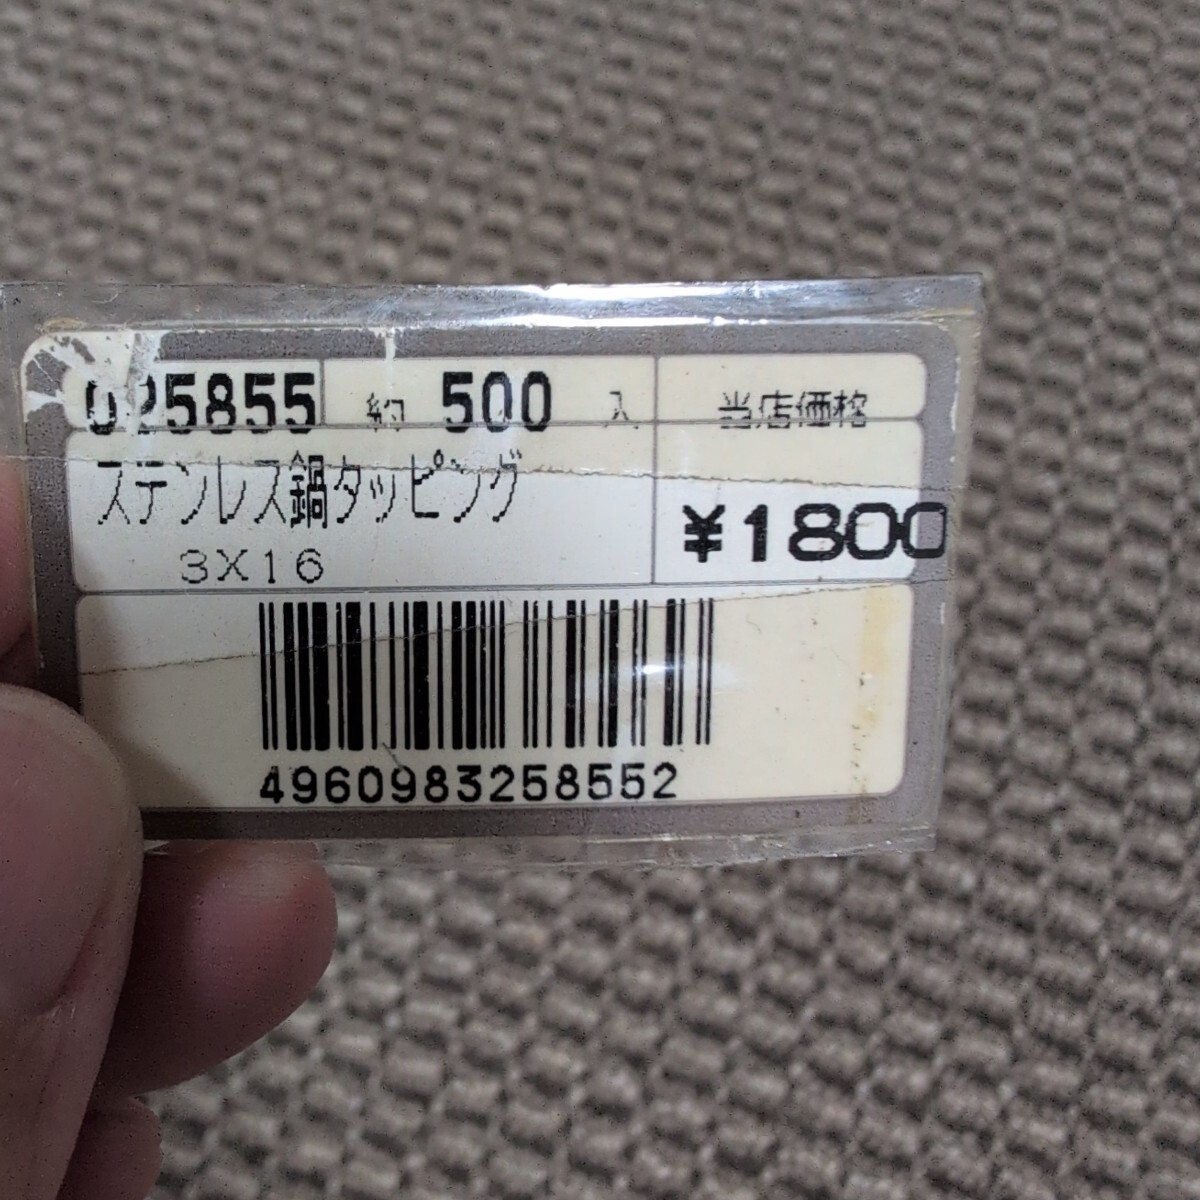 025855 約 500 入 当店価格
ステンレス鍋タッピング
¥1800
3X16
4960983258552